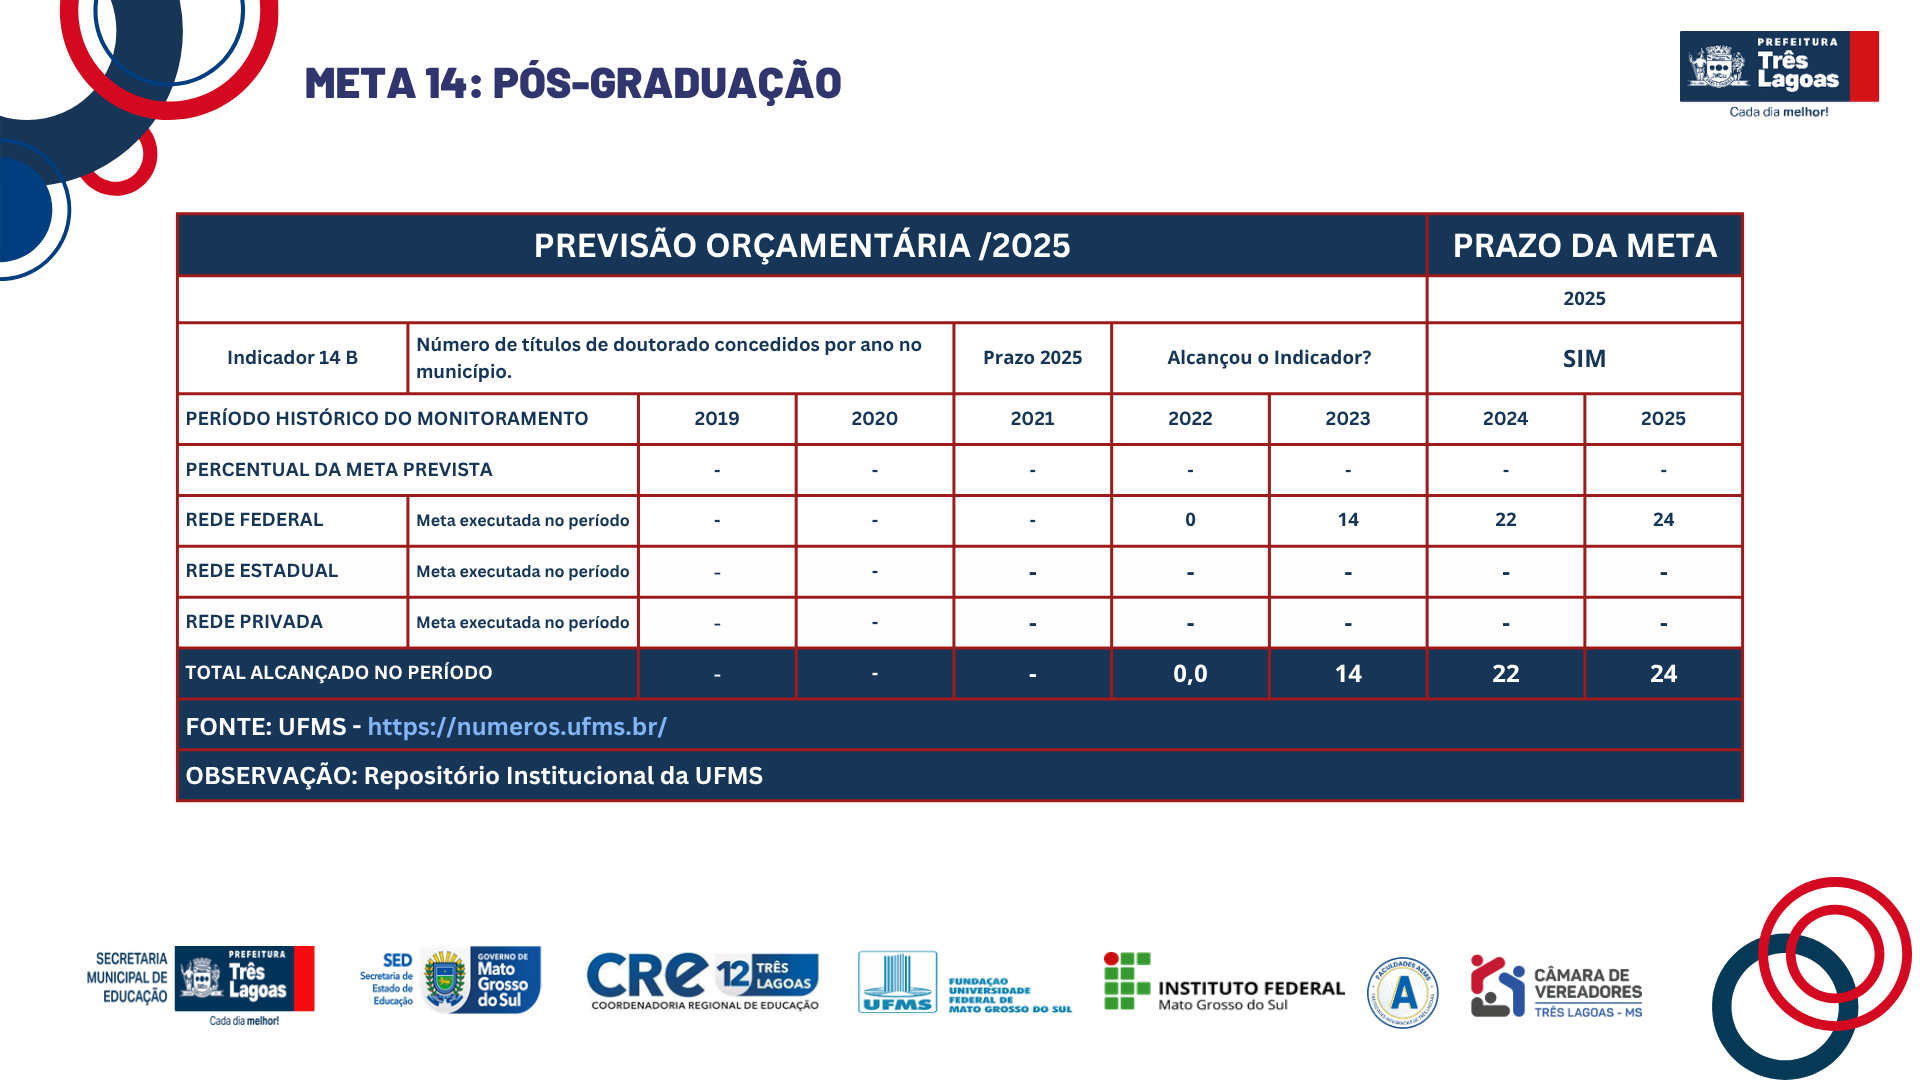 META 14: PÓS-GRADUAÇÃO
PREFEITURA
Três
Lagoas
Cada dia melhor!
PREVISÃO ORÇAMENTÁRIA /2025 PRAZO DA META
2025
Indicador 14 B Número de títulos de doutorado concedidos por ano no município. Prazo 2025 Alcançou o Indicador? SIM
PERÍODO HISTÓRICO DO MONITORAMENTO 2019 2020 2021 2022 2023 2024 2025
PERCENTUAL DA META PREVISTA - - - - - - -
REDE FEDERAL Meta executada no período - - - 0 14 22 24
REDE ESTADUAL Meta executada no período - - - - - - -
REDE PRIVADA Meta executada no período - - - - - - -
TOTAL ALCANÇADO NO PERÍODO - - - 0,0 14 22 24
FONTE: UFMS - https://numeros.ufms.br/
OBSERVAÇÃO: Repositório Institucional da UFMS
SECRETARIA
MUNICIPAL DE
EDUCAÇÃO
PREFEITURA
Três
Lagoas
Cada dia melhor!
SED
Secretaria de
Estado de
Educação
GOVERNO DE
Mato
Grosso
do Sul
CRe 12 TRÊS
LAGOAS
COORDENADORIA REGIONAL DE EDUCAÇÃO
UFMS
FUNDAÇAO
UNIVERSIDADE
FEDERAL DE
MATO GROSSO DO SUL
INSTITUTO FEDERAL
Mato Grosso do Sul
FACULDADES AEMS
A
CÂMARA DE
VEREADORES
TRÊS LAGOAS - MS